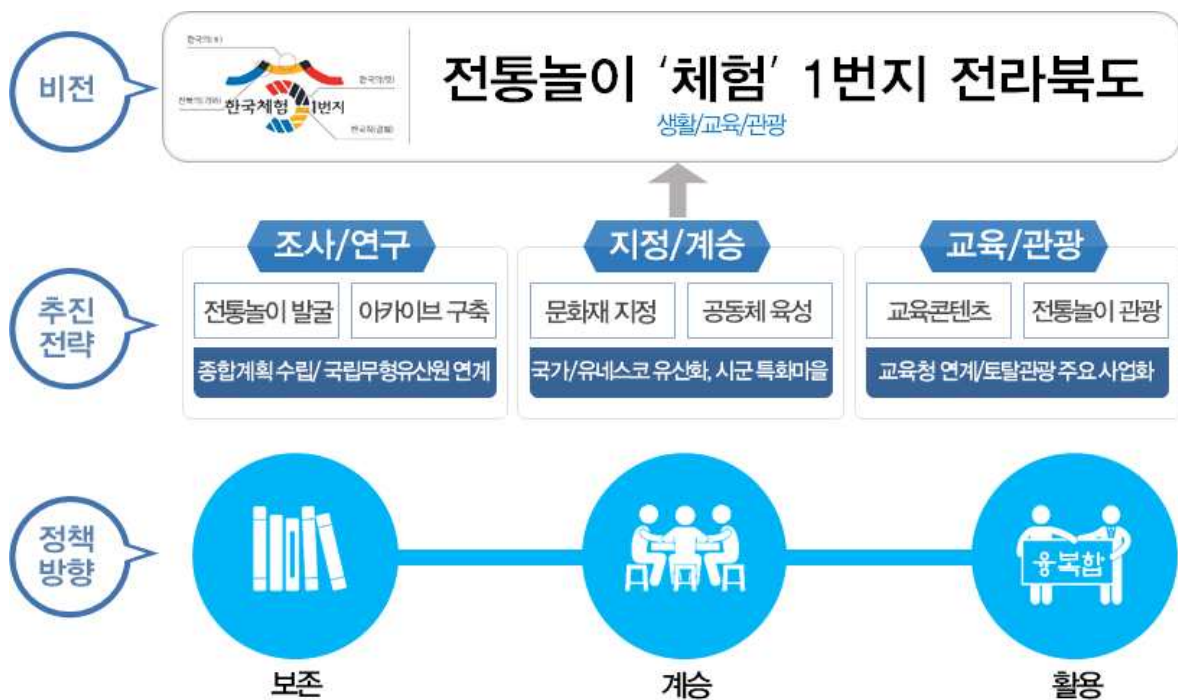 비전
한국체험 1번지
전통놀이 '체험' 1번지 전라북도
생활/교육/관광
추진
전략
조사/연구
전통놀이 발굴
아카이브 구축
종합계획 수립/ 국립무형유산원 연계
지정/계승
문화재 지정
공동체 육성
국가/유네스코 유산화, 시군 특화마을
교육/관광
교육콘텐츠
전통놀이 관광
교육청 연계/토탈관광 주요 사업화
정책
방향
융복합
보존
계승
활용